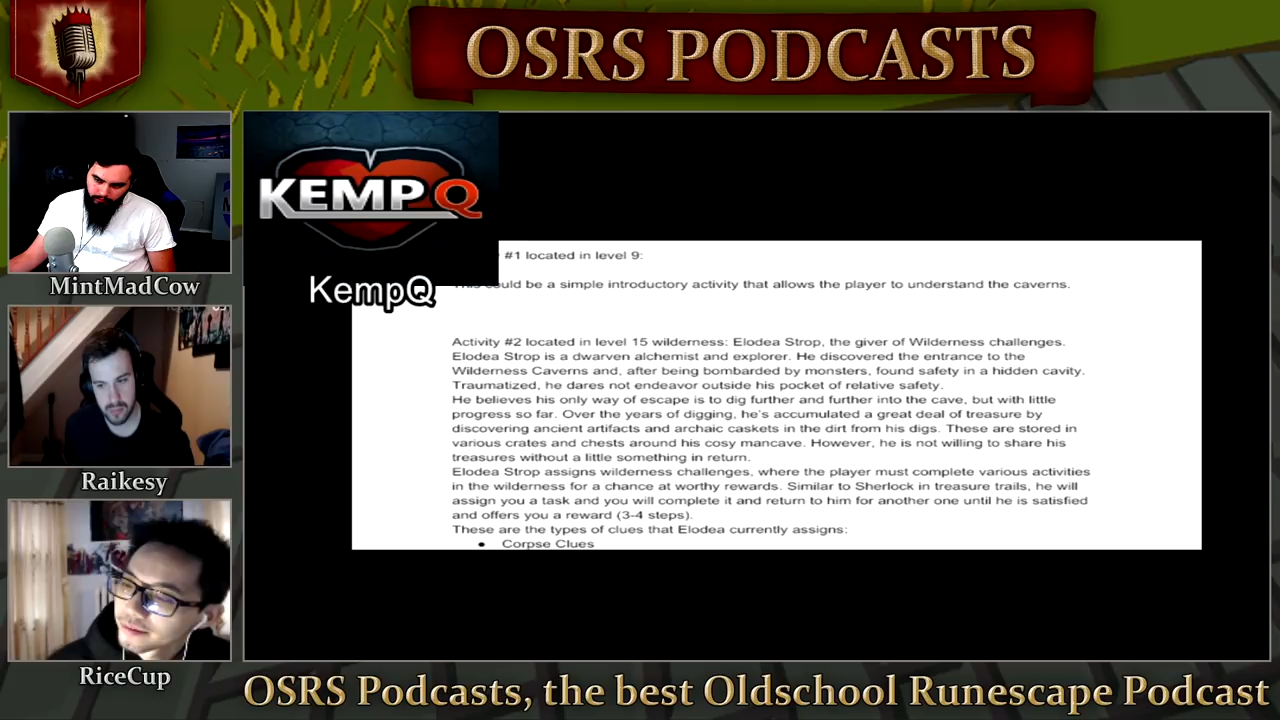 OSRS PODCASTS
KEMPQ
KempQ
#1 located in level 9:
could be a simple introductory activity that allows the player to understand the caverns.
Activity #2 located in level 15 wilderness: Elodea Strop, the giver of Wilderness challenges.
Elodea Strop is a dwarven alchemist and explorer. He discovered the entrance to the
Wilderness Caverns and, after being bombarded by monsters, found safety in a hidden cavity.
Traumatized, he dares not endeavor outside his pocket of relative safety.
He believes his only way of escape is to dig further and further into the cave, but with little
progress so far. Over the years of digging, he's accumulated a great deal of treasure by
discovering ancient artifacts and archaic caskets in the dirt from his digs. These are stored in
various crates and chests around his cosy mancave. However, he is not willing to share his
treasures without a little something in return.
Elodea Strop assigns wilderness challenges, where the player must complete various activities
in the wilderness for a chance at worthy rewards. Similar to Sherlock in treasure trails, he will
assign you a task and you will complete it and return to him for another one until he is satisfied
and offers you a reward (3-4 steps).
These are the types of clues that Elodea currently assigns:
• Corpse Clues
MintMadCow
Raikesy
RiceCup
OSRS Podcasts, the best Oldschool Runescape Podcast